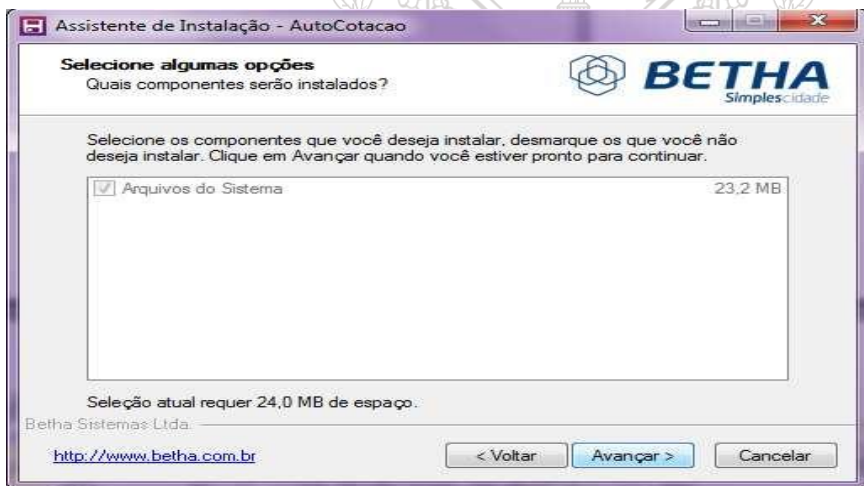 Assistente de Instalação - AutoCotacao
Selecione algumas opções
Quais componentes serão instalados?
BETHA
Simplescidade
Selecione os componentes que você deseja instalar, desmarque os que você não
deseja instalar. Clique em Avançar quando você estiver pronto para continuar.
Arquivos do Sistema 23,2 MB
Seleção atual requer 24,0 MB de espaço.
Betha Sistemas Ltda.
http://www.betha.com.br
< Voltar Avançar > Cancelar